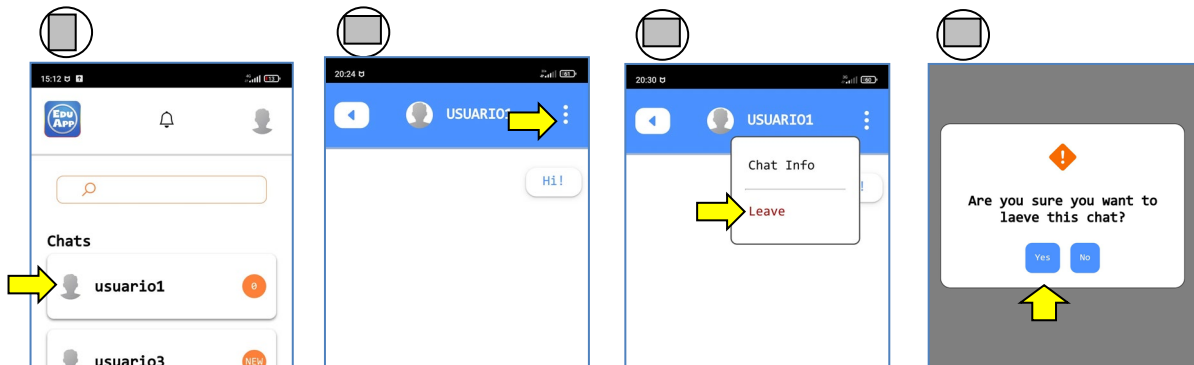 15:12
EDU
APP
Chats
usuario1
0
usuario3
NEW
20:24
USUARIO1
Hi!
20:30
USUARIO1
Chat Info
!
Leave
Are you sure you want to
laeve this chat?
Yes
No